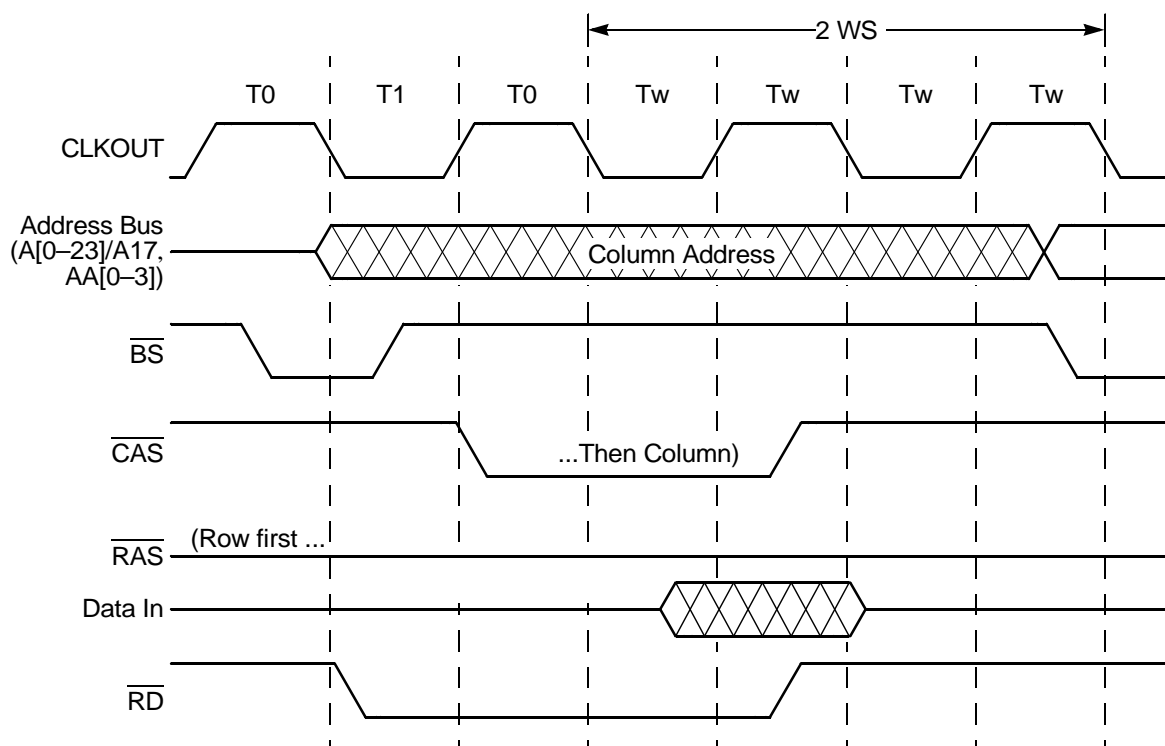 2 WS
T0 T1 T0 Tw Tw Tw Tw
CLKOUT
Address Bus
(A[0–23]/A17,
AA[0–3])
Column Address
BS
CAS
...Then Column)
RAS
(Row first ...
Data In
RD